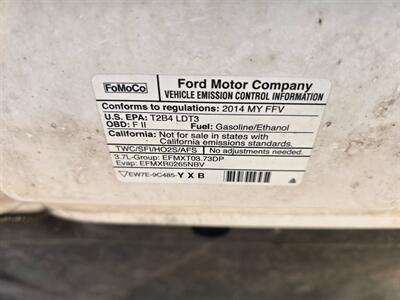 FoMoCo
Ford Motor Company
VEHICLE EMISSION CONTROL INFORMATION
Conforms to regulations: 2014 MY FFV
U.S. EPA: T2B4 LDT3
OBD: F II Fuel: Gasoline/Ethanol
California: Not for sale in states with
California emissions standards.
TWC/SFI/HO2S/AFS No adjustments needed.
3.7L-Group: EFMXT03.73DP
Evap: EFMXR0265NBV
EW7E-9C485-YXB